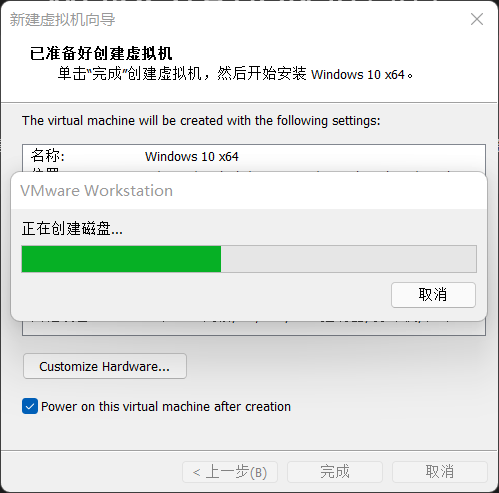 新建虚拟机向导
已准备好创建虚拟机
单击“完成”创建虚拟机，然后开始安装 Windows 10 x64。
The virtual machine will be created with the following settings:
名称: Windows 10 x64
VMware Workstation
正在创建磁盘...
取消
Customize Hardware...
Power on this virtual machine after creation
< 上一步(B) 完成 取消